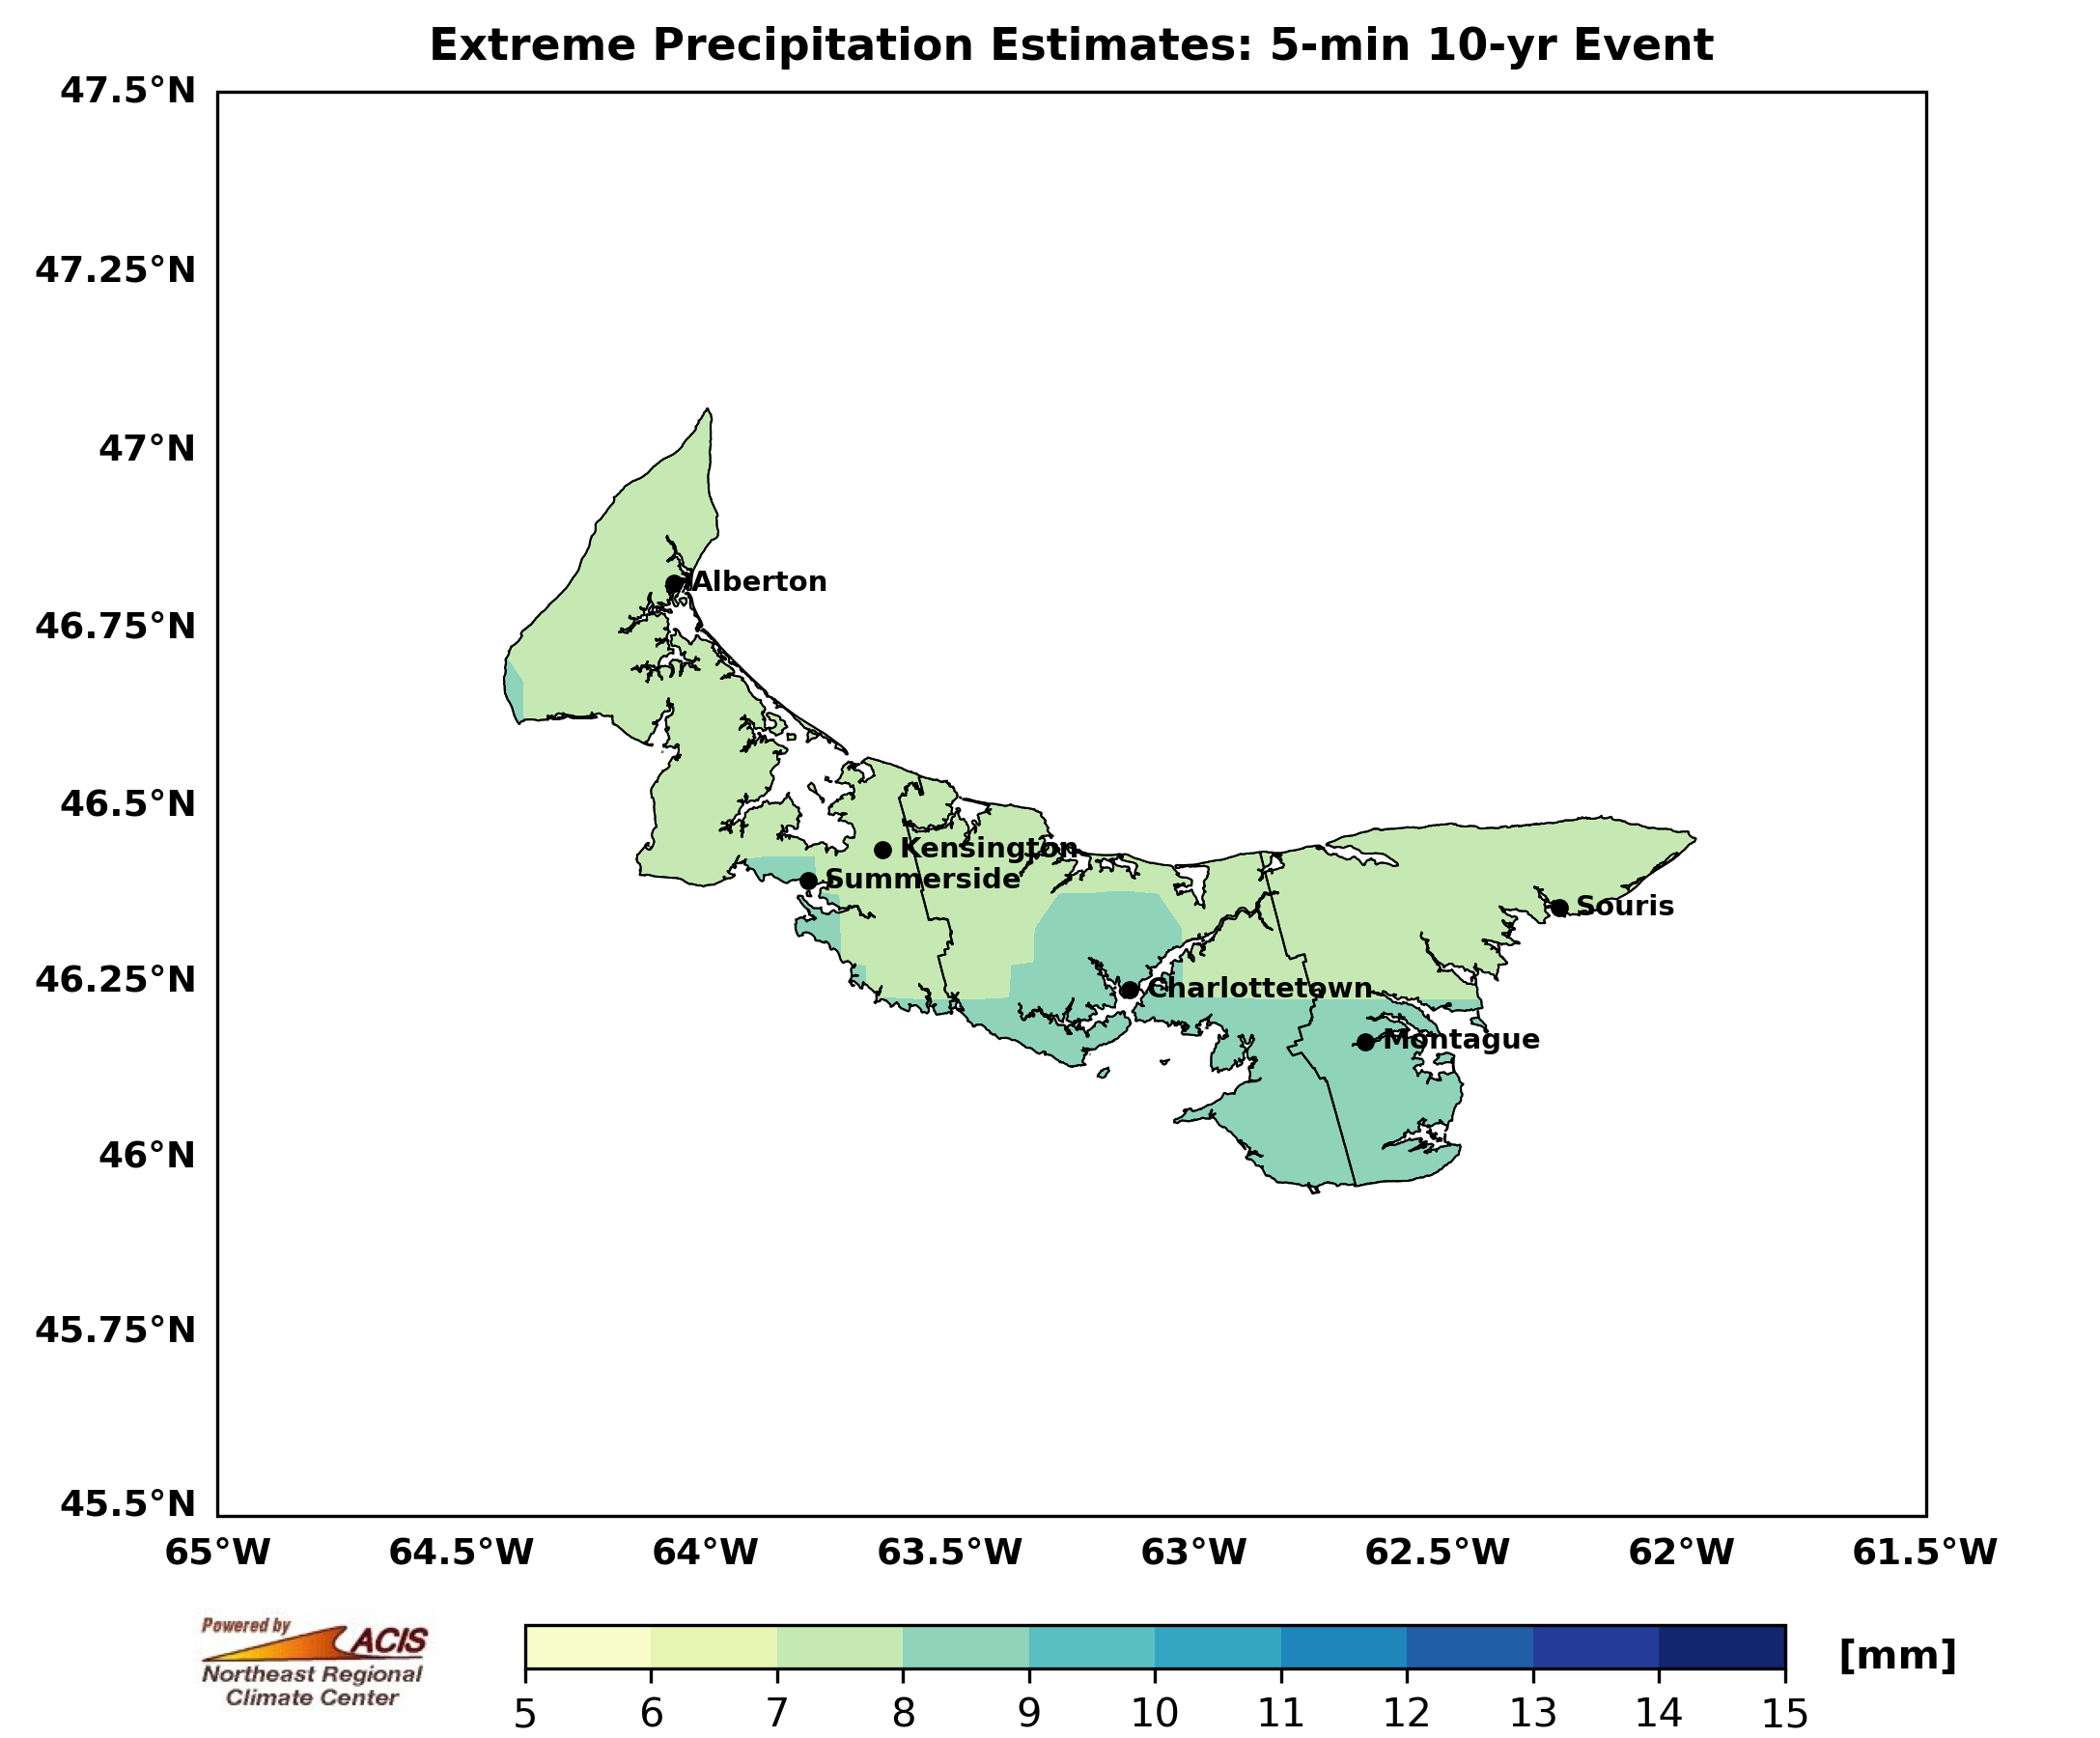 Extreme Precipitation Estimates: 5-min 10-yr Event
47.5°N
47.25°N
47°N
46.75°N
46.5°N
46.25°N
46°N
45.75°N
45.5°N
Alberton
Kensington
Summerside
Souris
Charlottetown
Montague
65°W 64.5°W 64°W 63.5°W 63°W 62.5°W 62°W 61.5°W
Powered by
ACIS
Northeast Regional
Climate Center
[mm]
5 6 7 8 9 10 11 12 13 14 15